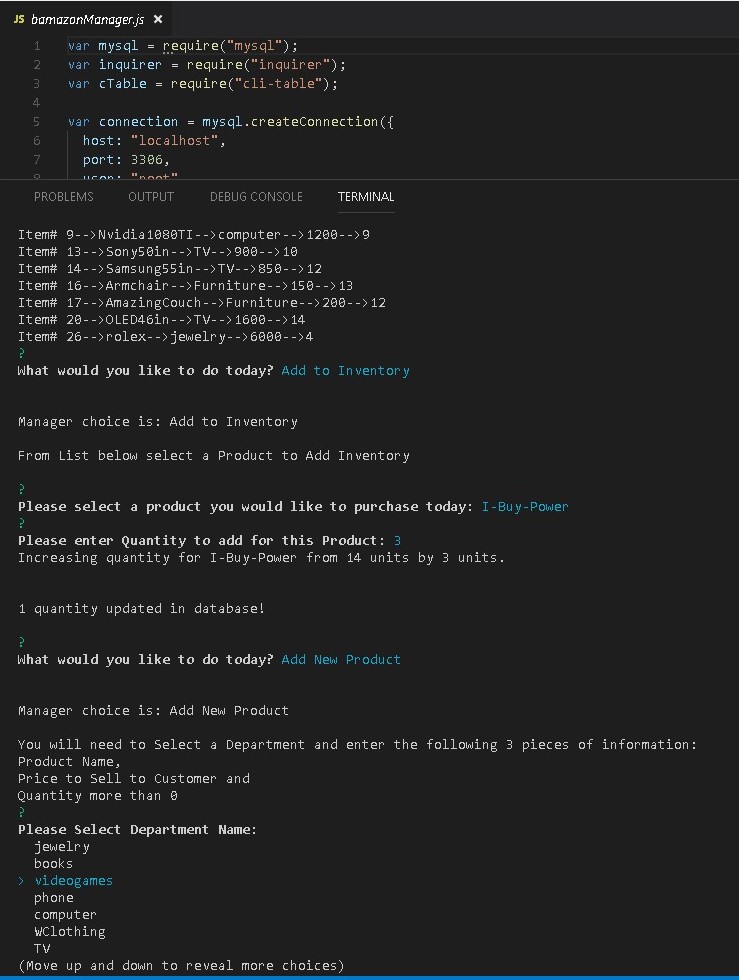 JS bamazonManager.js ×
1 var mysql = require("mysql");
2 var inquirer = require("inquirer");
3 var cTable = require("cli-table");
4
5 var connection = mysql.createConnection({
6 host: "localhost",
7 port: 3306,
8 user: "root"
PROBLEMS OUTPUT DEBUG CONSOLE TERMINAL
Item# 9-->Nvidia1080TI-->computer-->1200-->9
Item# 13-->Sony50in-->TV-->900-->10
Item# 14-->Samsung55in-->TV-->850-->12
Item# 16-->Armchair-->Furniture-->150-->13
Item# 17-->AmazingCouch-->Furniture-->200-->12
Item# 20-->OLED46in-->TV-->1600-->14
Item# 26-->rolex-->jewelry-->6000-->4
?
What would you like to do today? Add to Inventory
Manager choice is: Add to Inventory
From List below select a Product to Add Inventory
?
Please select a product you would like to purchase today: I-Buy-Power
?
Please enter Quantity to add for this Product: 3
Increasing quantity for I-Buy-Power from 14 units by 3 units.
1 quantity updated in database!
?
What would you like to do today? Add New Product
Manager choice is: Add New Product
You will need to Select a Department and enter the following 3 pieces of information:
Product Name,
Price to Sell to Customer and
Quantity more than 0
?
Please Select Department Name:
jewelry
books
> videogames
phone
computer
WClothing
TV
(Move up and down to reveal more choices)